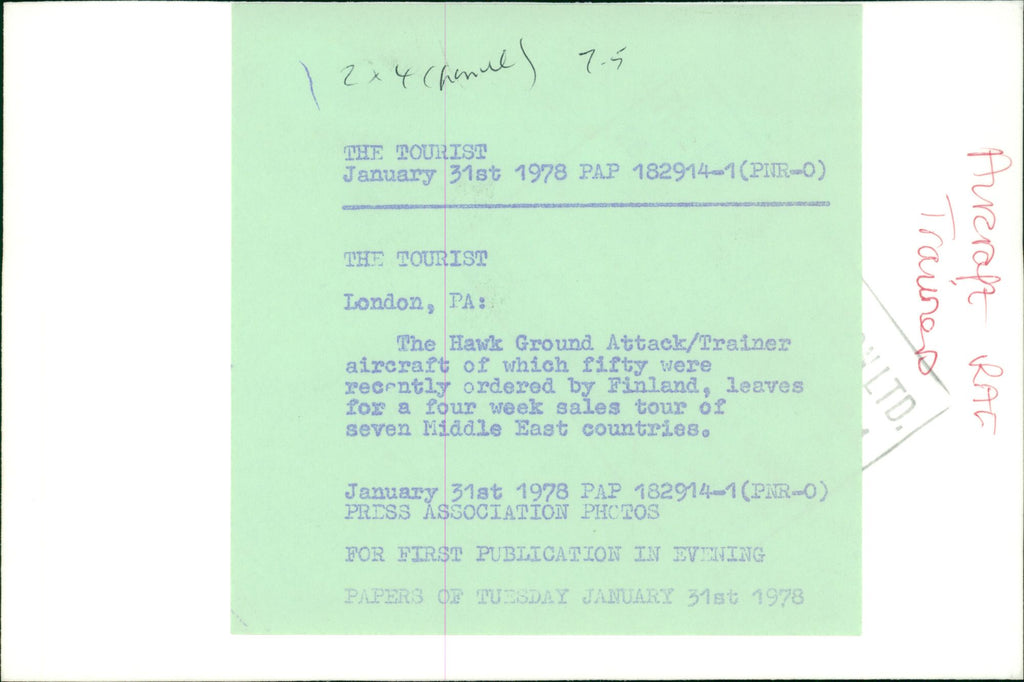 2 x 4 (panel) 7.5
THE TOURIST
January 31st 1978 PAP 182914-1(PNR-0)
THE TOURIST
London, PA:
The Hawk Ground Attack/Trainer
aircraft of which fifty were
recently ordered by Finland, leaves
for a four week sales tour of
seven Middle East countries.
January 31st 1978 PAP 182914-1(PNR-0)
PRESS ASSOCIATION PHOTOS
FOR FIRST PUBLICATION IN EVENING
PAPERS OF TUESDAY JANUARY 31st 1978
Aircraft RAF
Trainers
LTD.